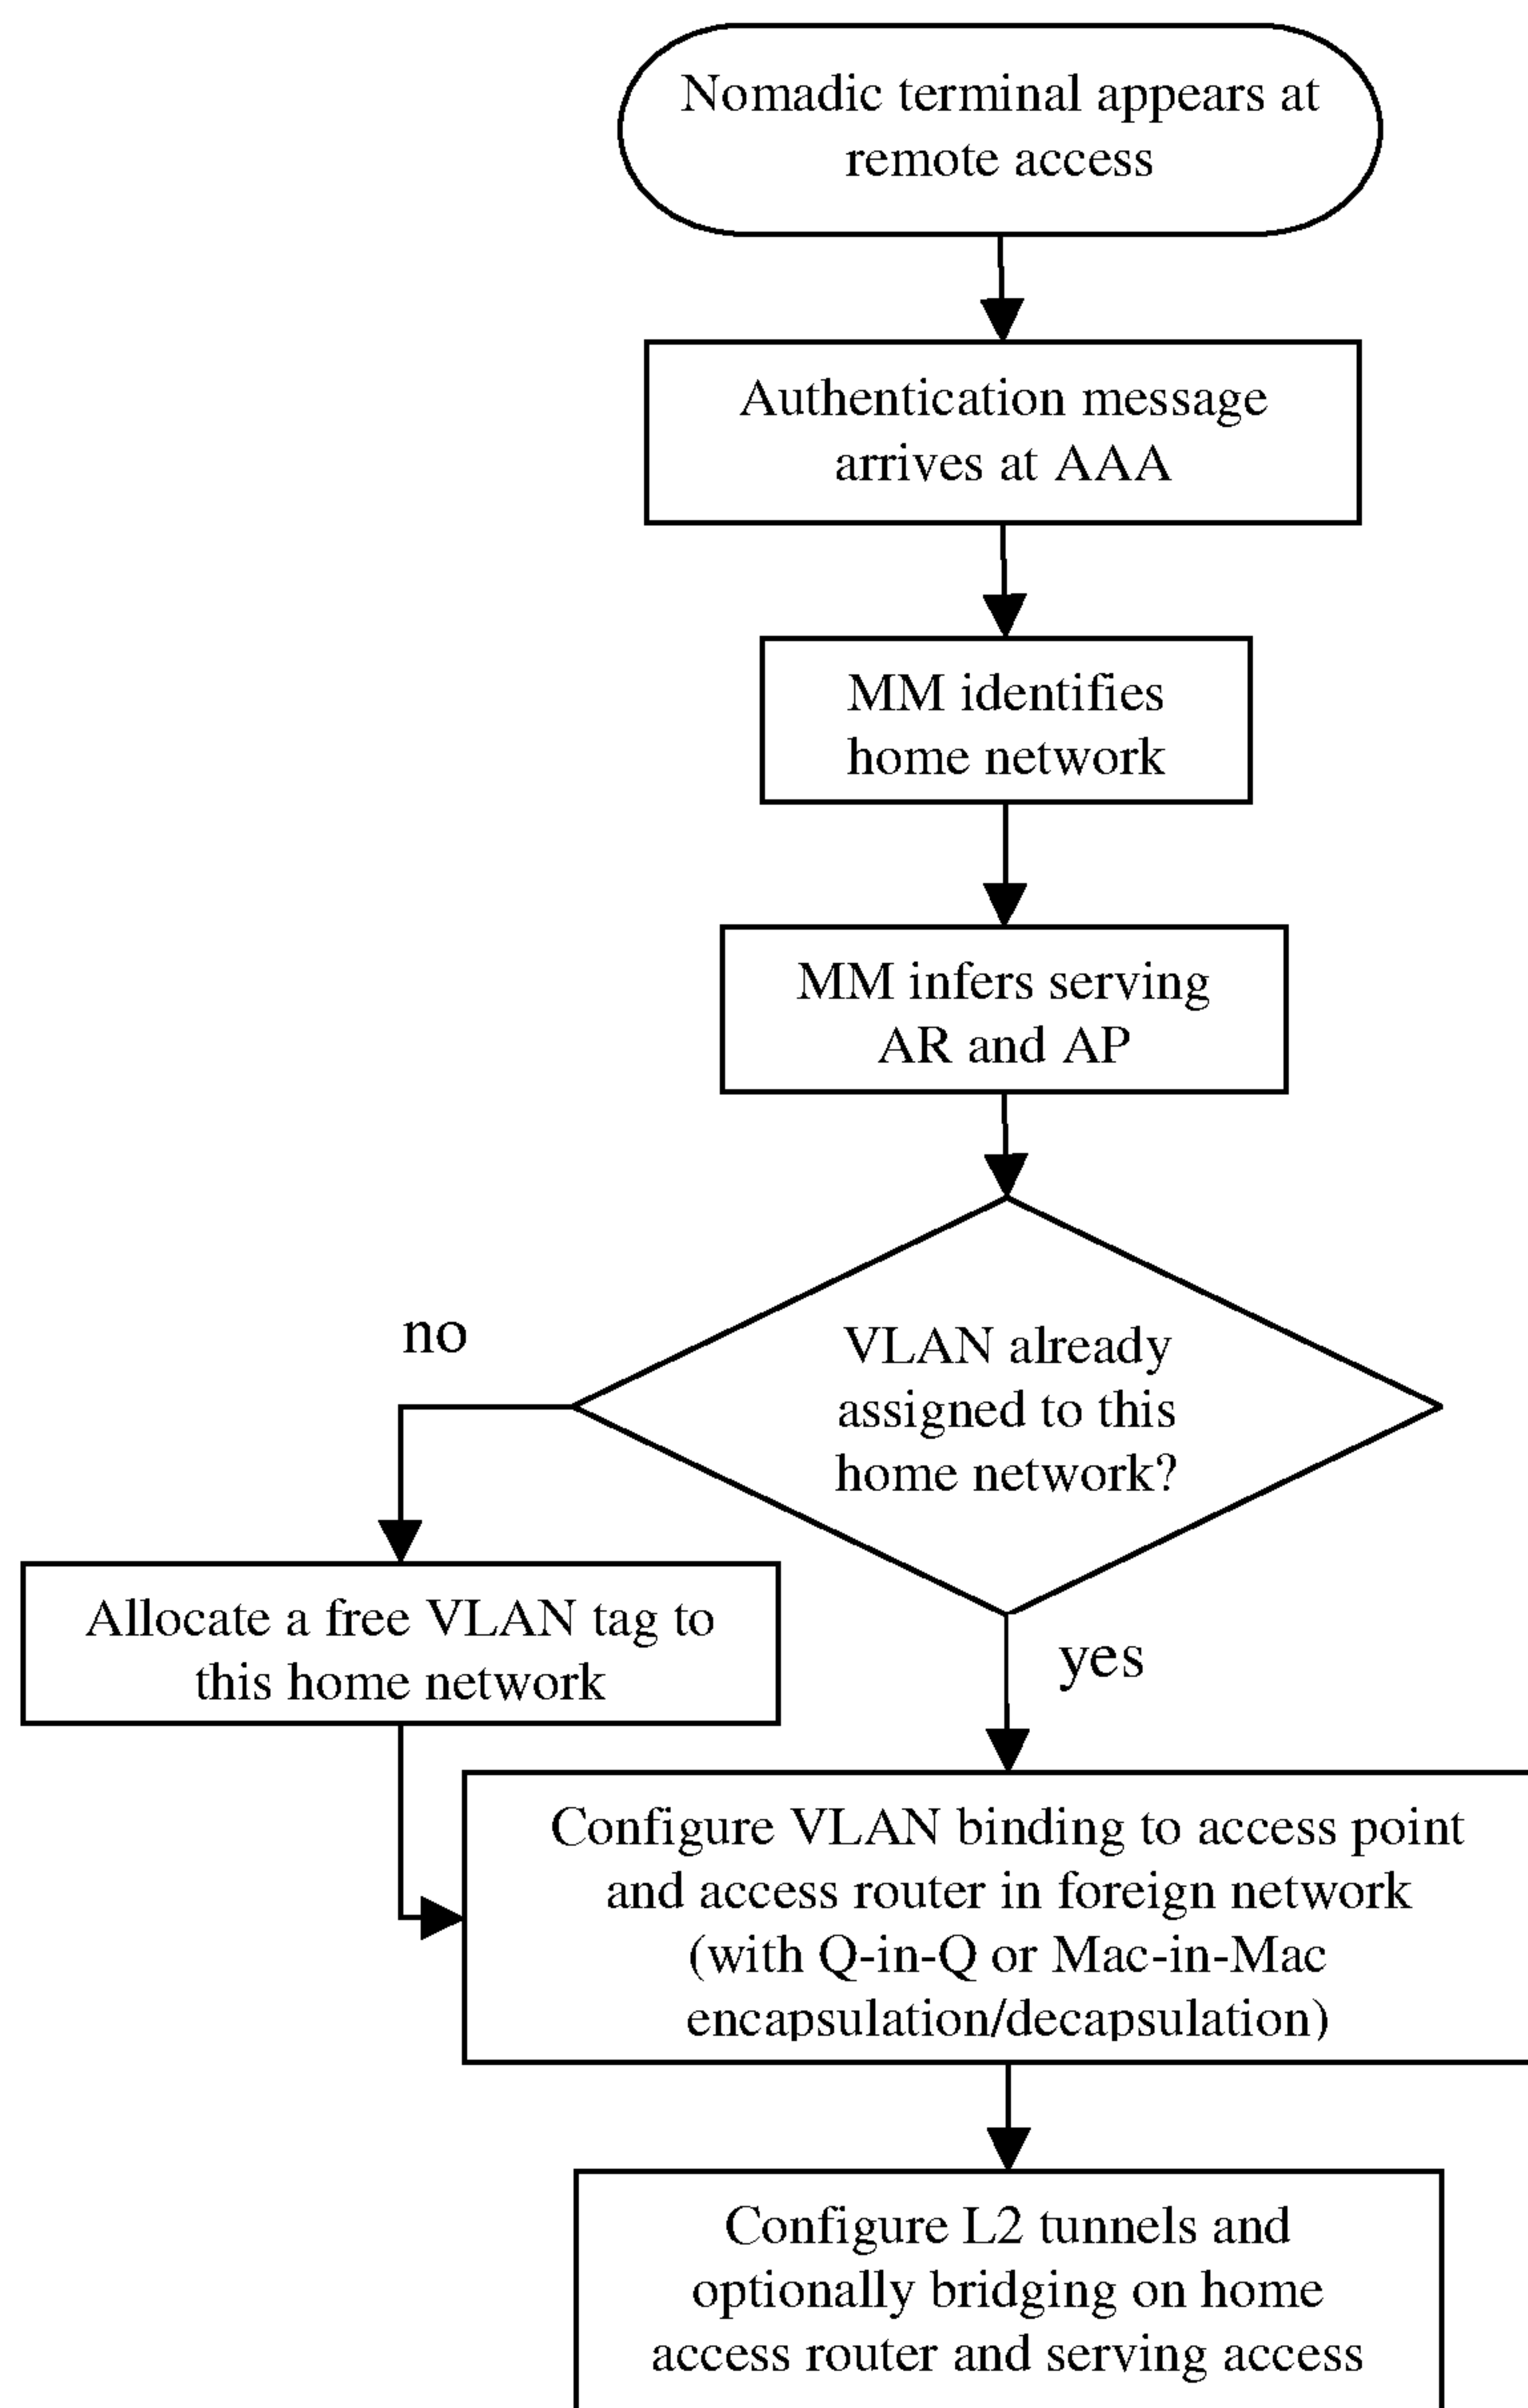 Nomadic terminal appears at
remote access
Authentication message
arrives at AAA
MM identifies
home network
MM infers serving
AR and AP
VLAN already
assigned to this
home network?
no
yes
Allocate a free VLAN tag to
this home network
Configure VLAN binding to access point
and access router in foreign network
(with Q-in-Q or Mac-in-Mac
encapsulation/decapsulation)
Configure L2 tunnels and
optionally bridging on home
access router and serving access